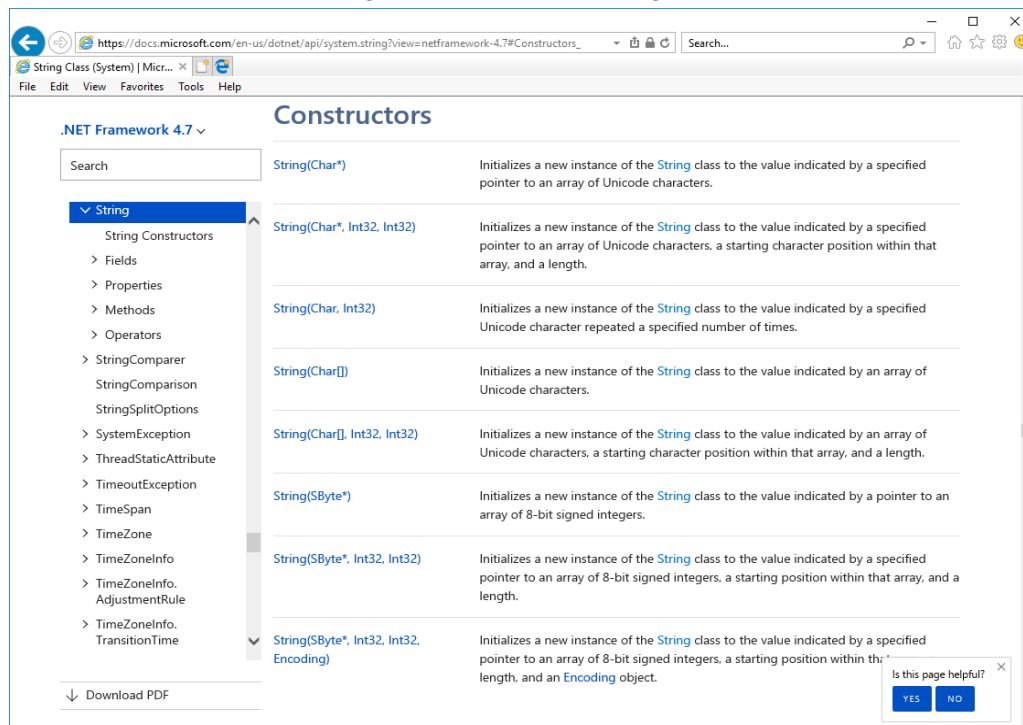 https://docs.microsoft.com/en-us/dotnet/api/system.string?view=netframework-4.7#Constructors_
Search...
String Class (System) | Micr...
File Edit View Favorites Tools Help
.NET Framework 4.7
Search
String
String Constructors
Fields
Properties
Methods
Operators
StringComparer
StringComparison
StringSplitOptions
SystemException
ThreadStaticAttribute
TimeoutException
TimeSpan
TimeZone
TimeZoneInfo
TimeZoneInfo.
AdjustmentRule
TimeZoneInfo.
TransitionTime
Download PDF
Constructors
String(Char*)
Initializes a new instance of the String class to the value indicated by a specified
pointer to an array of Unicode characters.
String(Char*, Int32, Int32)
Initializes a new instance of the String class to the value indicated by a specified
pointer to an array of Unicode characters, a starting character position within that
array, and a length.
String(Char, Int32)
Initializes a new instance of the String class to the value indicated by a specified
Unicode character repeated a specified number of times.
String(Char[])
Initializes a new instance of the String class to the value indicated by an array of
Unicode characters.
String(Char[], Int32, Int32)
Initializes a new instance of the String class to the value indicated by an array of
Unicode characters, a starting character position within that array, and a length.
String(SByte*)
Initializes a new instance of the String class to the value indicated by a pointer to an
array of 8-bit signed integers.
String(SByte*, Int32, Int32)
Initializes a new instance of the String class to the value indicated by a specified
pointer to an array of 8-bit signed integers, a starting position within that array, and a
length.
String(SByte*, Int32, Int32,
Encoding)
Initializes a new instance of the String class to the value indicated by a specified
pointer to an array of 8-bit signed integers, a starting position within
length, and an Encoding object.
Is this page helpful?
YES NO